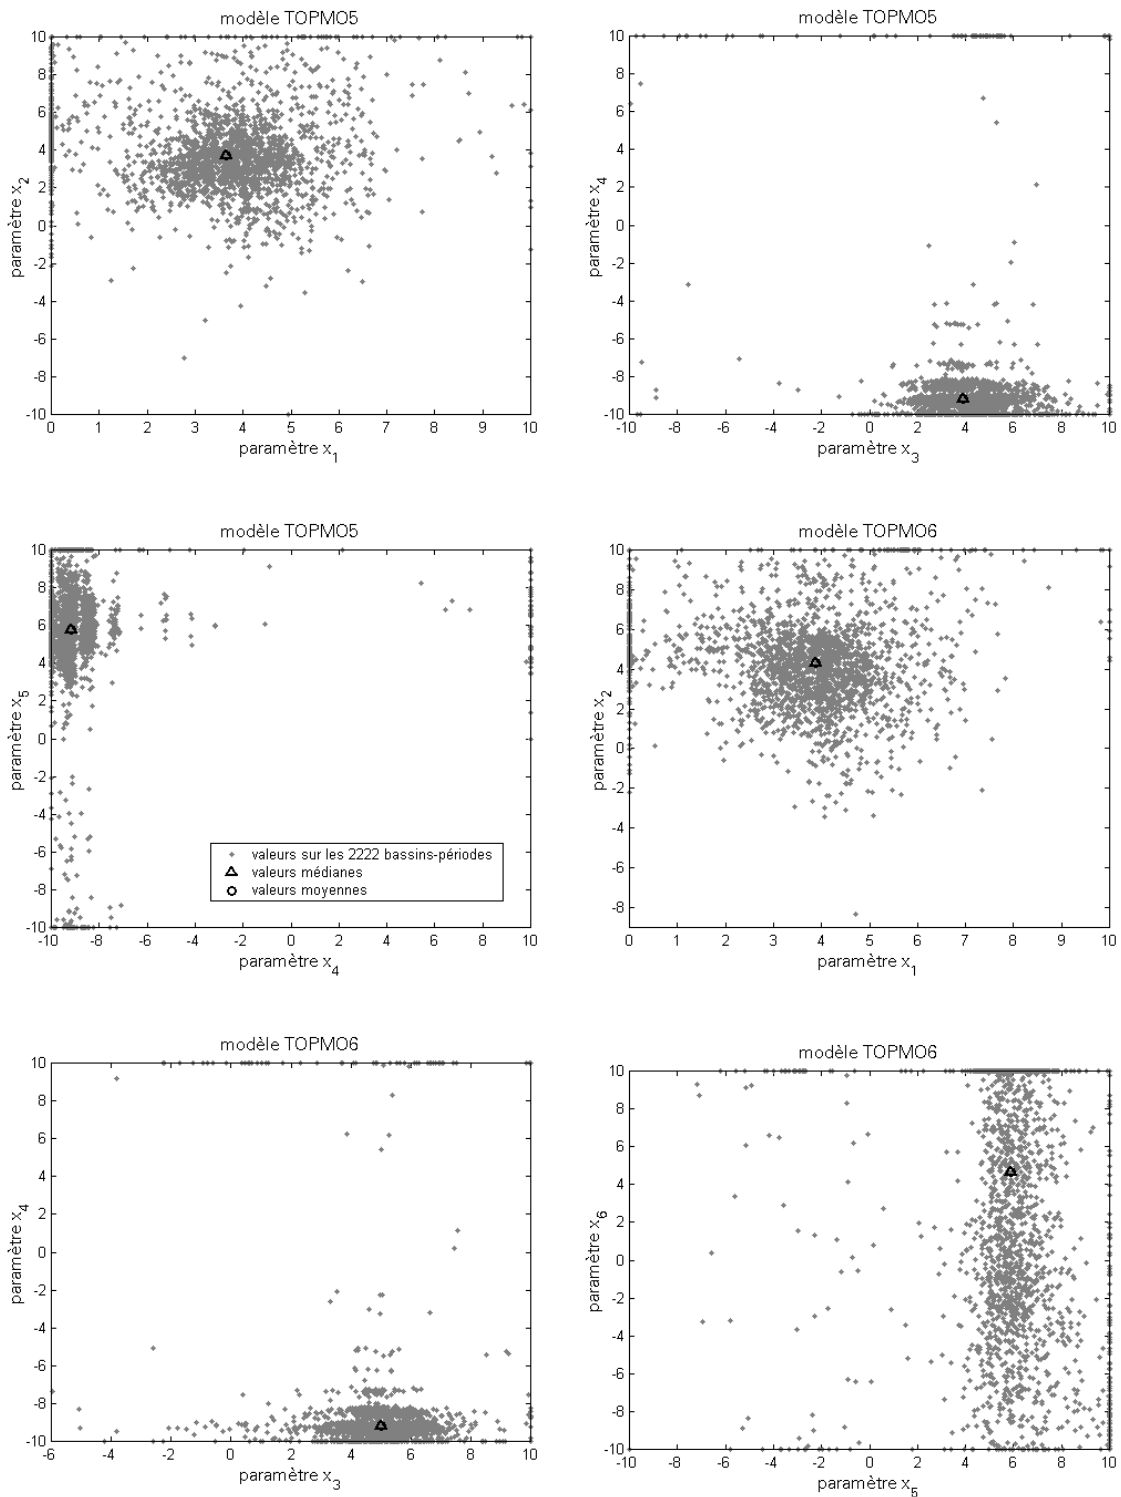 modèle TOPMO5
10
8
6
4
2
0
-2
-4
-6
-8
-10
0 1 2 3 4 5 6 7 8 9 10
paramètre x2
paramètre x1
modèle TOPMO5
10
8
6
4
2
0
-2
-4
-6
-8
-10
-10 -8 -6 -4 -2 0 2 4 6 8 10
paramètre x4
paramètre x3
modèle TOPMO5
10
8
6
4
2
0
-2
-4
-6
-8
-10
-10 -8 -6 -4 -2 0 2 4 6 8 10
paramètre x5
paramètre x4
valeurs sur les 2222 bassins-périodes
valeurs médianes
valeurs moyennes
modèle TOPMO6
10
8
6
4
2
0
-2
-4
-6
-8
0 1 2 3 4 5 6 7 8 9 10
paramètre x2
paramètre x1
modèle TOPMO6
10
8
6
4
2
0
-2
-4
-6
-8
-10
-6 -4 -2 0 2 4 6 8 10
paramètre x4
paramètre x3
modèle TOPMO6
10
8
6
4
2
0
-2
-4
-6
-8
-10
-10 -8 -6 -4 -2 0 2 4 6 8 10
paramètre x6
paramètre x5